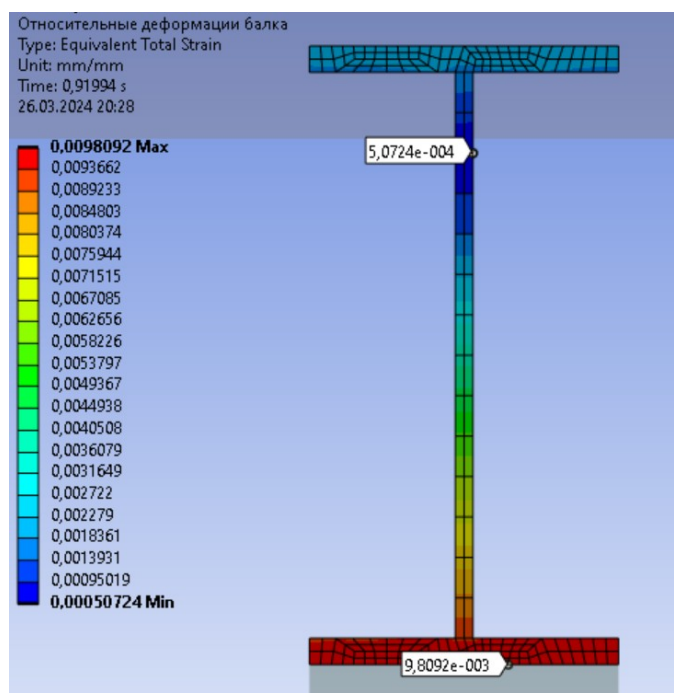 Относительные деформации балка
Type: Equivalent Total Strain
Unit: mm/mm
Time: 0,91994 s
26.03.2024 20:28
0,0098092 Max
0,0093662
0,0089233
0,0084803
0,0080374
0,0075944
0,0071515
0,0067085
0,0062656
0,0058226
0,0053797
0,0049367
0,0044938
0,0040508
0,0036079
0,0031649
0,002722
0,002279
0,0018361
0,0013931
0,00095019
0,00050724 Min
5,0724e-004
9,8092e-003